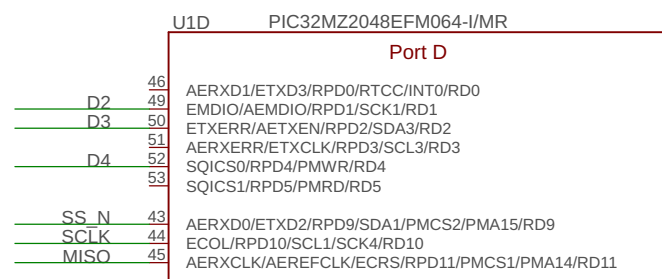 U1D PIC32MZ2048EFM064-I/MR
Port D
46 AERXD1/ETXD3/RPD0/RTCC/INT0/RD0
D2 49 EMDIO/AEMDIO/RPD1/SCK1/RD1
D3 50 ETXERR/AETXEN/RPD2/SDA3/RD2
51 AERXERR/ETXCLK/RPD3/SCL3/RD3
D4 52 SQICS0/RPD4/PMWR/RD4
53 SQICS1/RPD5/PMRD/RD5
SS_N 43 AERXD0/ETXD2/RPD9/SDA1/PMCS2/PMA15/RD9
SCLK 44 ECOL/RPD10/SCL1/SCK4/RD10
MISO 45 AERXCLK/AEREFCLK/ECRS/RPD11/PMCS1/PMA14/RD11